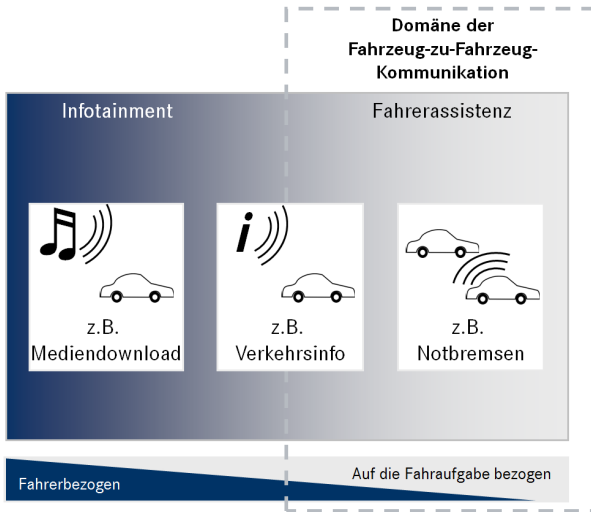 Domäne der
Fahrzeug-zu-Fahrzeug-
Kommunikation
Infotainment
Fahrerassistenz
i
z.B.
Mediendownload
z.B.
Verkehrsinfo
z.B.
Notbremsen
Fahrerbezogen
Auf die Fahraufgabe bezogen